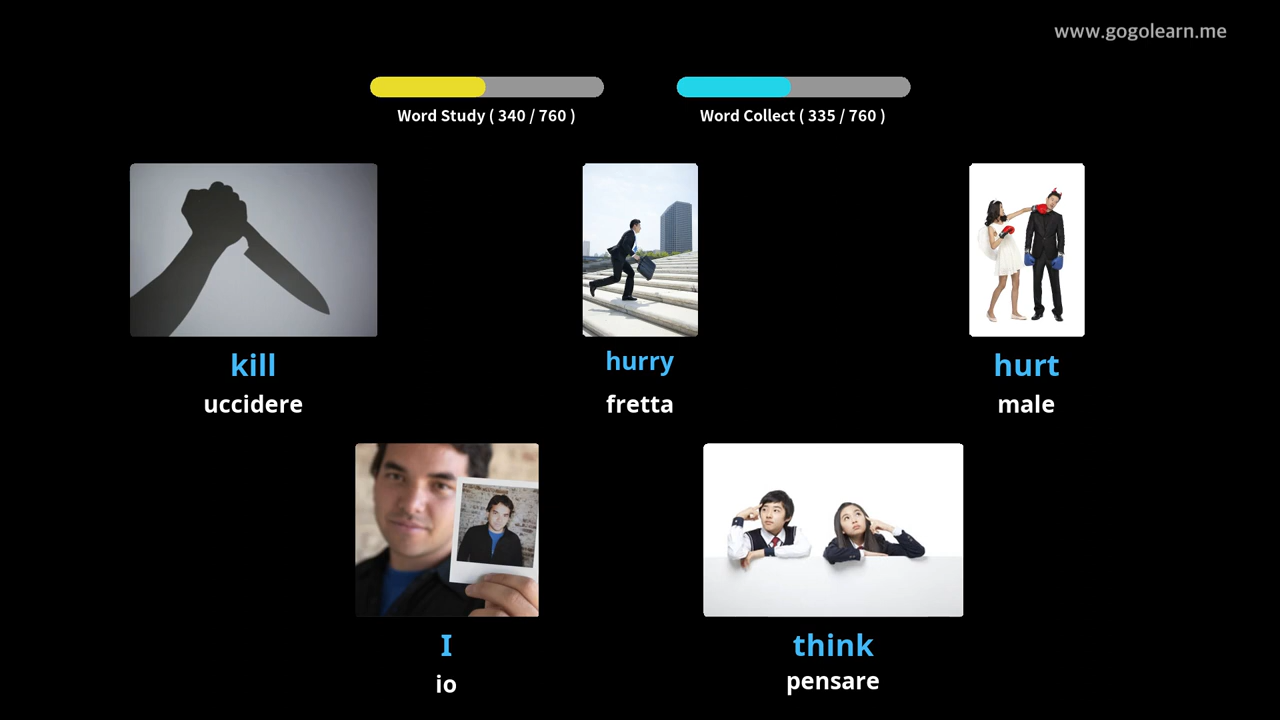 www.gogolearn.me
Word Study ( 340 / 760 )
Word Collect ( 335 / 760 )
kill
uccidere
hurry
fretta
hurt
male
I
io
think
pensare